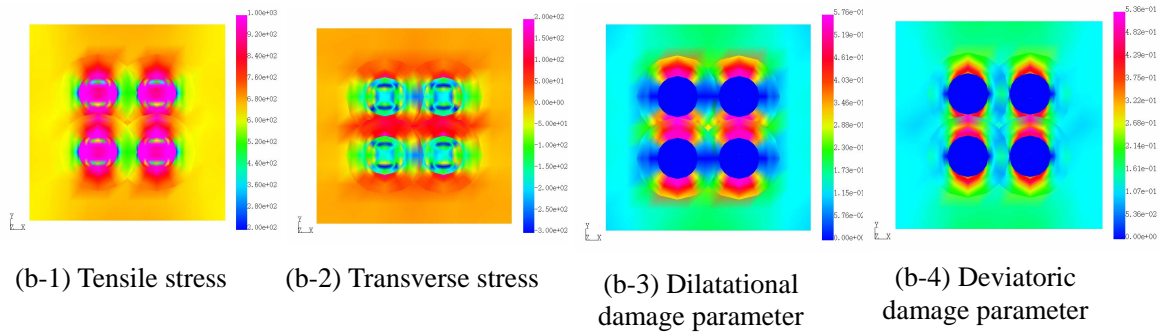 1.00e+03
9.20e+02
8.40e+02
7.60e+02
6.80e+02
6.00e+02
5.20e+02
4.40e+02
3.60e+02
2.80e+02
2.00e+02
Y
Z X
(b-1) Tensile stress
2.00e+02
1.50e+02
1.00e+02
5.00e+01
0.00e+00
-5.00e+01
-1.00e+02
-1.50e+02
-2.00e+02
-2.50e+02
-3.00e+02
Y
Z X
(b-2) Transverse stress
5.76e-01
5.19e-01
4.61e-01
4.03e-01
3.46e-01
2.88e-01
2.31e-01
1.73e-01
1.15e-01
5.76e-02
0.00e+00
Y
Z X
(b-3) Dilatational
damage parameter
5.36e-01
4.83e-01
4.29e-01
3.75e-01
3.22e-01
2.68e-01
2.14e-01
1.61e-01
1.07e-01
5.36e-02
0.00e+00
Y
Z X
(b-4) Deviatoric
damage parameter